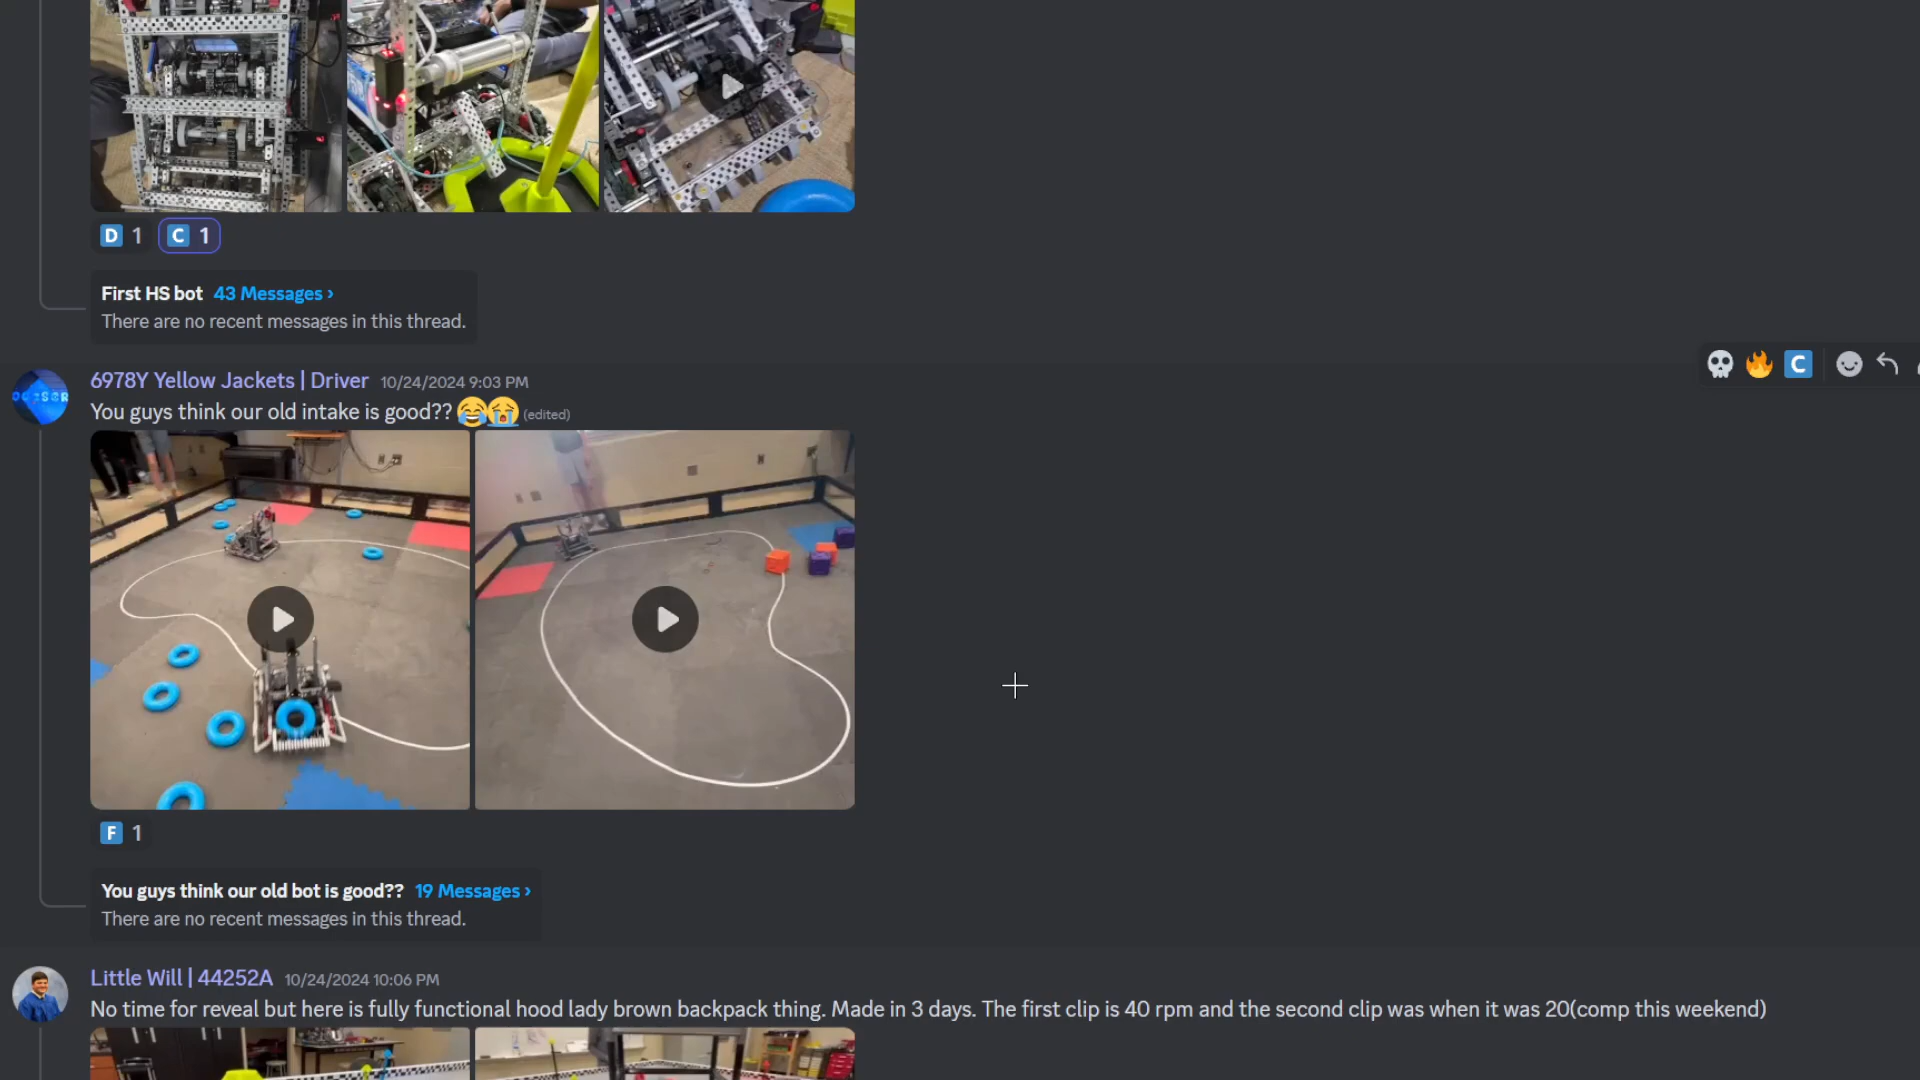 D 1 C 1
First HS bot 43 Messages ›
There are no recent messages in this thread.
6978Y Yellow Jackets | Driver 10/24/2024 9:03 PM
You guys think our old intake is good?? 😂😭 (edited)
F 1
You guys think our old bot is good?? 19 Messages ›
There are no recent messages in this thread.
Little Will | 44252A 10/24/2024 10:06 PM
No time for reveal but here is fully functional hood lady brown backpack thing. Made in 3 days. The first clip is 40 rpm and the second clip was when it was 20(comp this weekend)
C